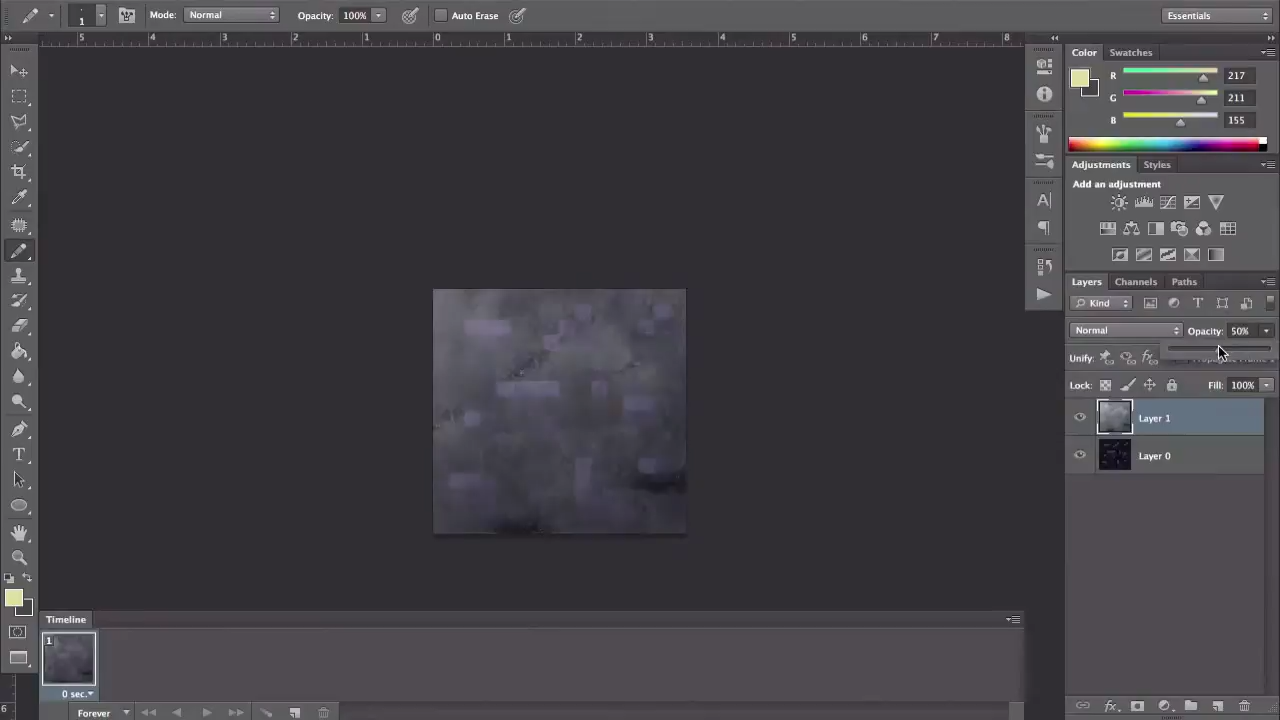 1 Mode: Normal Opacity: 100% Auto Erase Essentials
5 4 3 2 1 0 1 2 3 4 5 6 7 8
Color Swatches
R 217
G 211
B 155
Adjustments Styles
Add an adjustment
Layers Channels Paths
Kind
Normal Opacity: 50%
Unify:
Lock: Fill: 100%
Layer 1
Layer 0
Timeline
1
0 sec.
6
Forever